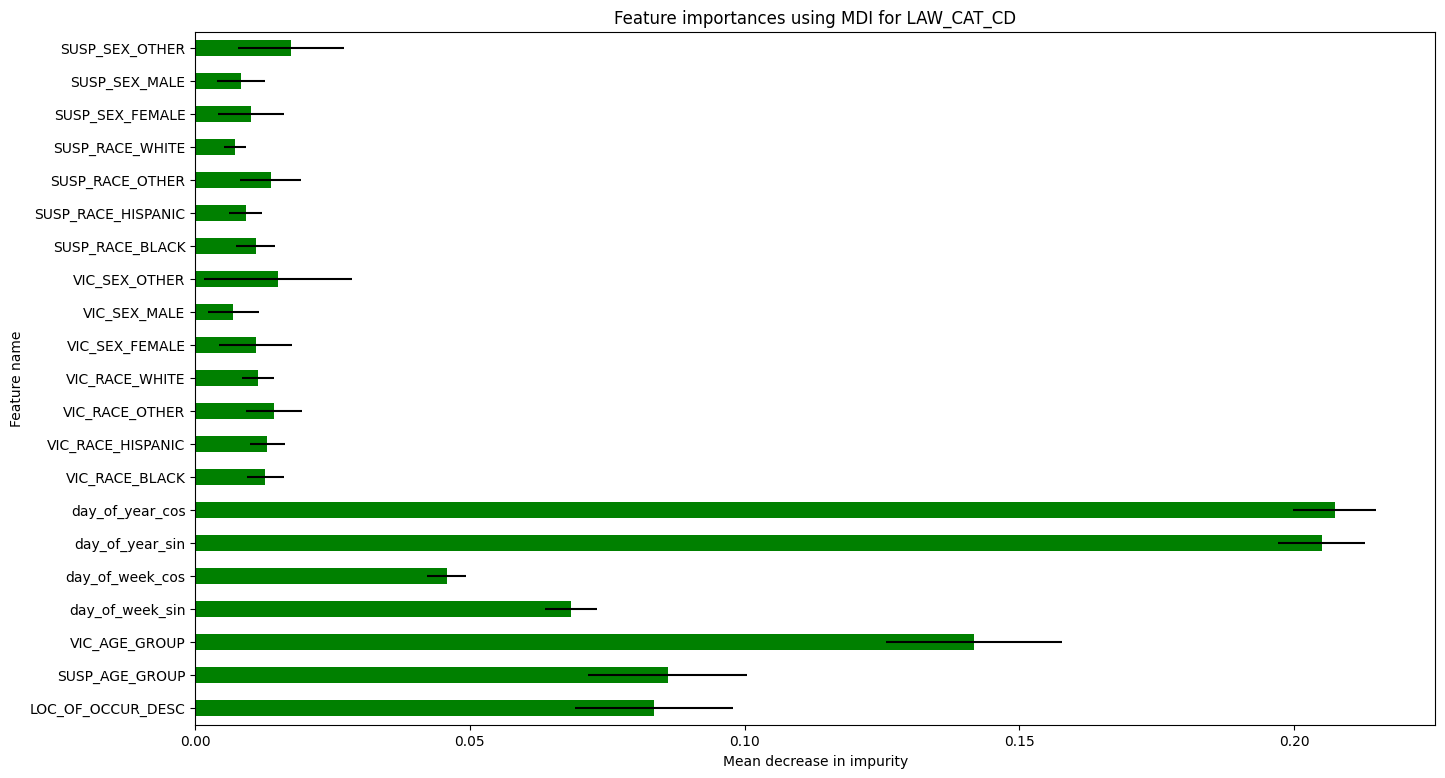 Feature importances using MDI for LAW_CAT_CD
SUSP_SEX_OTHER
SUSP_SEX_MALE
SUSP_SEX_FEMALE
SUSP_RACE_WHITE
SUSP_RACE_OTHER
SUSP_RACE_HISPANIC
SUSP_RACE_BLACK
VIC_SEX_OTHER
VIC_SEX_MALE
VIC_SEX_FEMALE
VIC_RACE_WHITE
VIC_RACE_OTHER
VIC_RACE_HISPANIC
VIC_RACE_BLACK
day_of_year_cos
day_of_year_sin
day_of_week_cos
day_of_week_sin
VIC_AGE_GROUP
SUSP_AGE_GROUP
LOC_OF_OCCUR_DESC
Feature name
0.00 0.05 0.10 0.15 0.20
Mean decrease in impurity